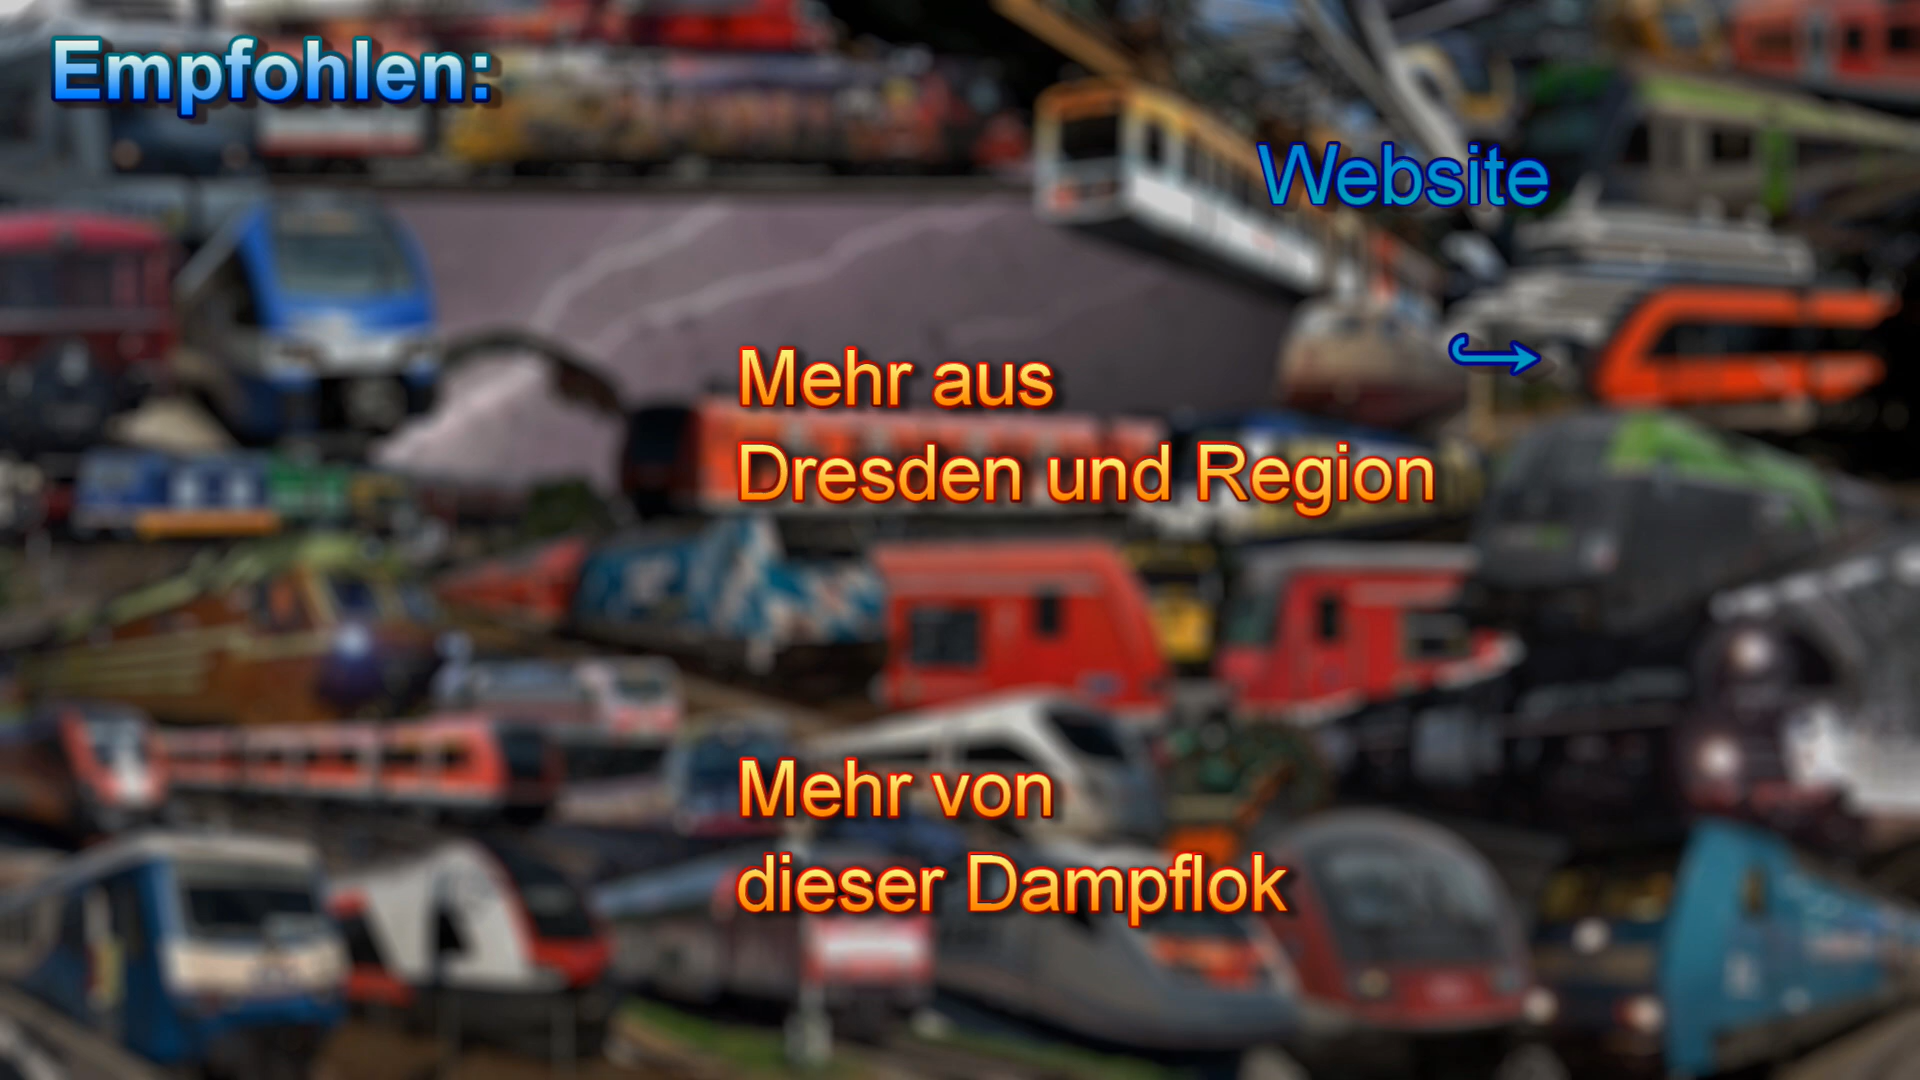 Empfohlen:
Website
Mehr aus
Dresden und Region
Mehr von
dieser Dampflok